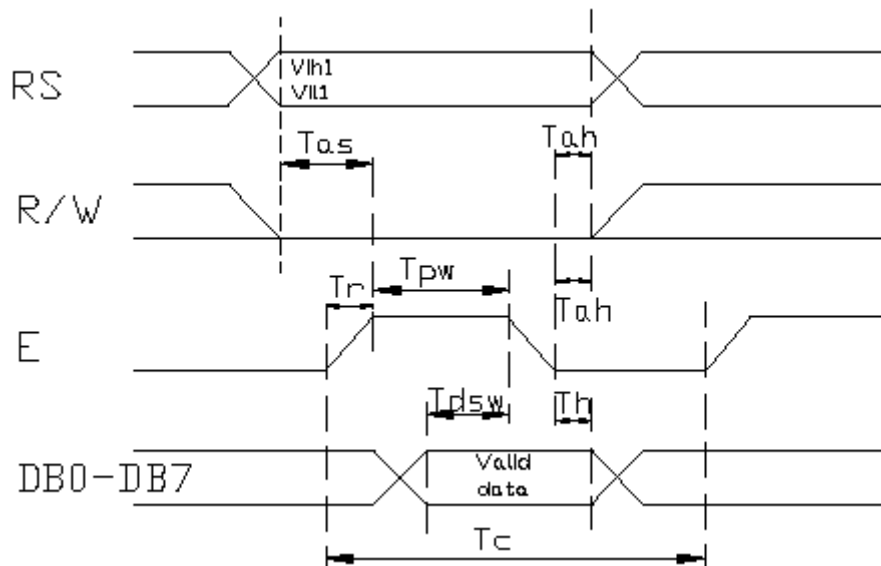 RS
Vih1
Vil1
Tas
Tah
R/W
Tpw
Tr
Tah
E
Tdsw
Th
DB0-DB7
Valid
data
Tc